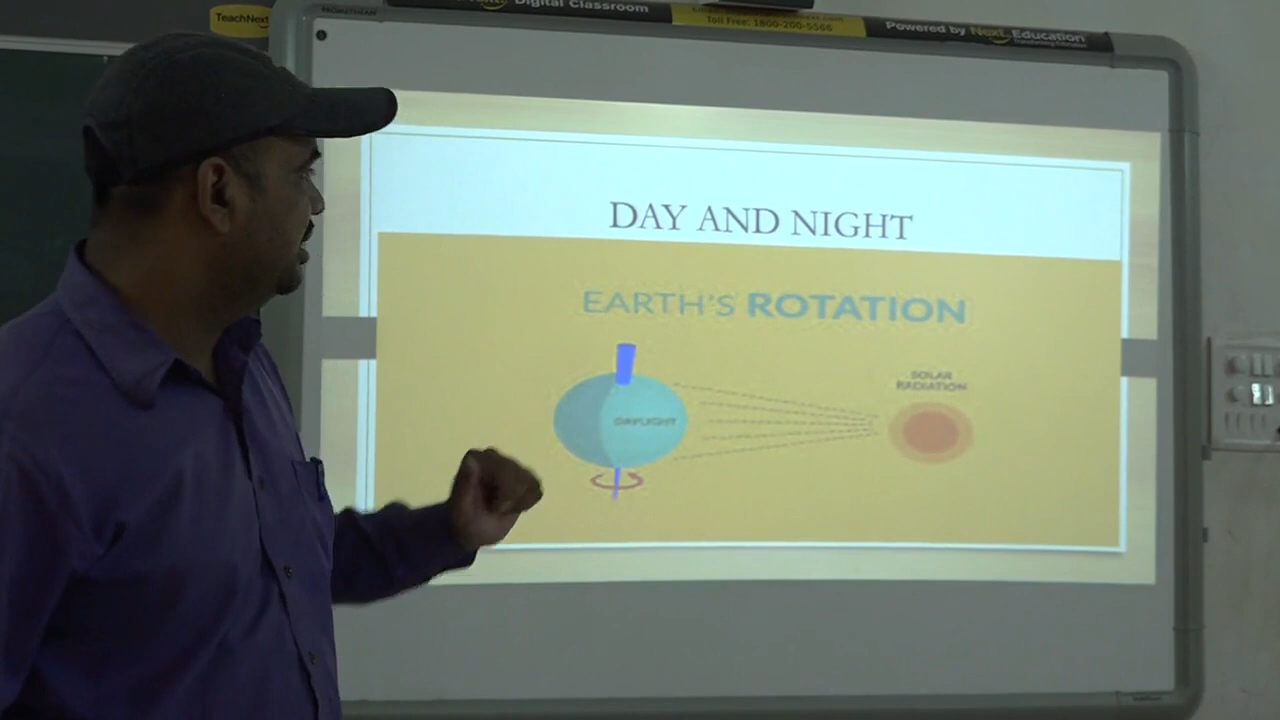 TeachNext
PROMETHEAN
Digital Classroom
Toll Free: 1800-200-5566
Powered by Next Education
DAY AND NIGHT
EARTH'S ROTATION
SOLAR
RADIATION
DAYLIGHT